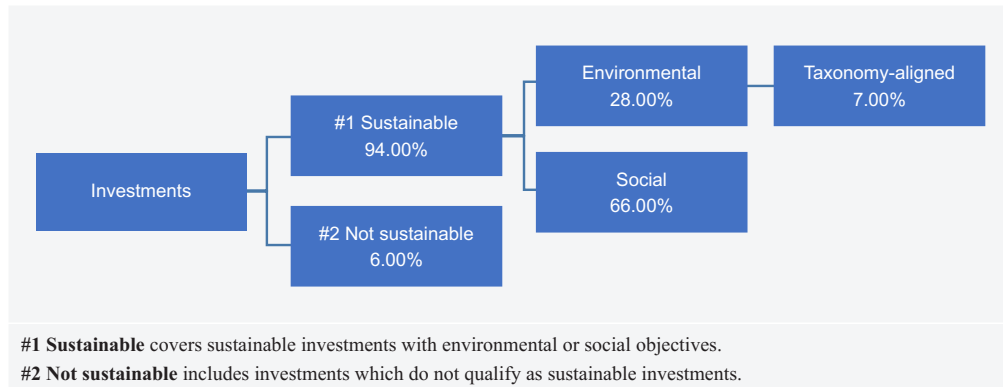 Investments
#1 Sustainable
94.00%
#2 Not sustainable
6.00%
Environmental
28.00%
Social
66.00%
Taxonomy-aligned
7.00%
#1 Sustainable covers sustainable investments with environmental or social objectives.
#2 Not sustainable includes investments which do not qualify as sustainable investments.